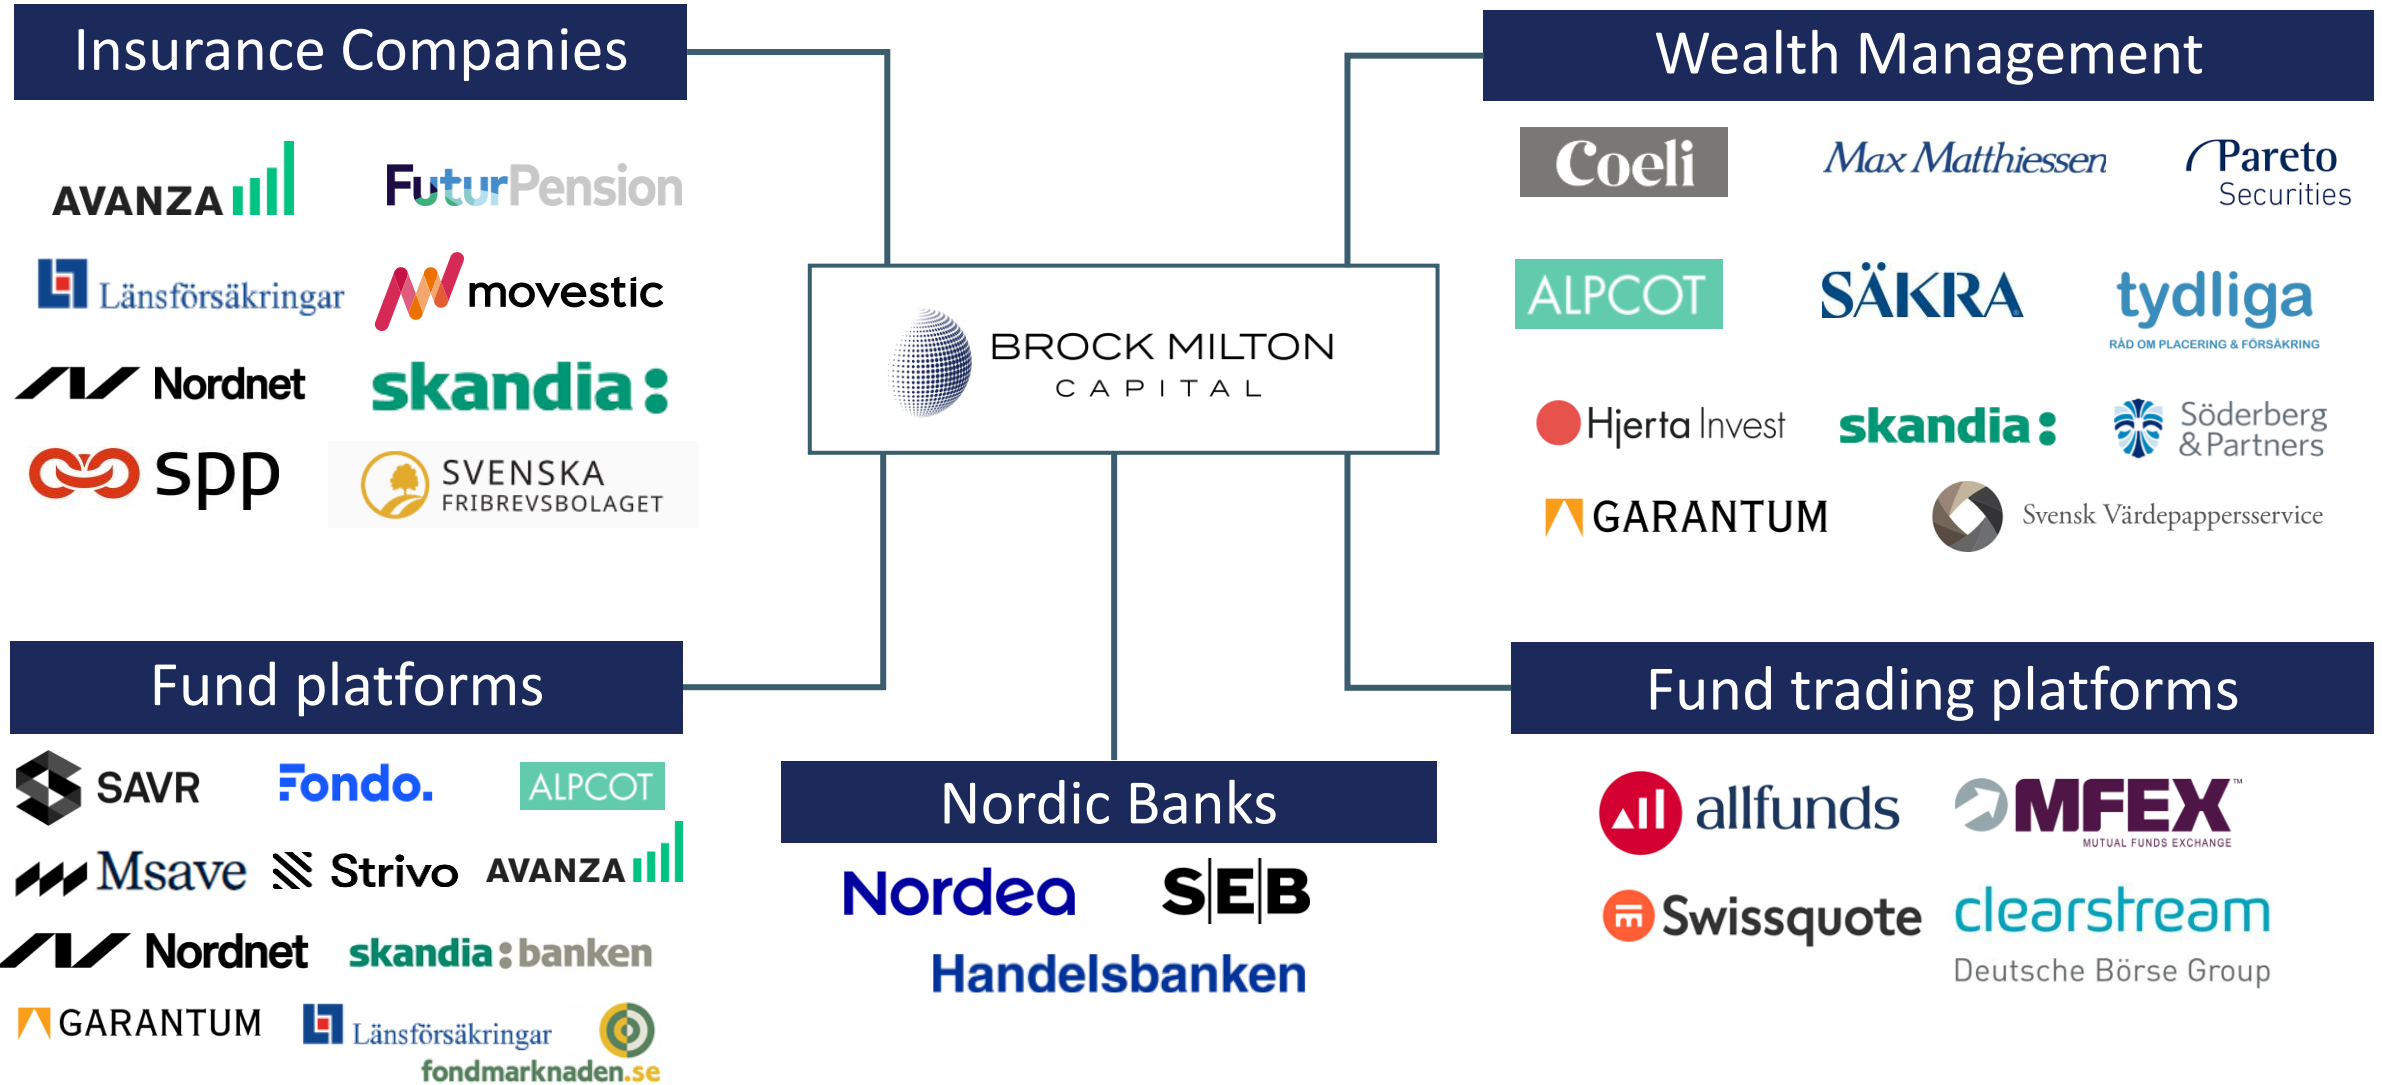 Insurance Companies
AVANZA
FuturPension
Länsförsäkringar
movestic
Nordnet
skandia:
spp
SVENSKA
FRIBREVSBOLAGET
Wealth Management
Coeli
Max Matthiessen
Pareto
Securities
ALPCOT
SÄKRA
tydliga
RÅD OM PLACERING & FÖRSÄKRING
Hjerta Invest
skandia:
Söderberg
& Partners
GARANTUM
Svensk Värdepappersservice
BROCK MILTON
CAPITAL
Fund platforms
SAVR
Fondo.
ALPCOT
Msave
Strivo
AVANZA
Nordnet
skandia:banken
GARANTUM
Länsförsäkringar
fondmarknaden.se
Nordic Banks
Nordea
S|E|B
Handelsbanken
Fund trading platforms
allfunds
MFEX™
MUTUAL FUNDS EXCHANGE
Swissquote
clearstream
Deutsche Börse Group